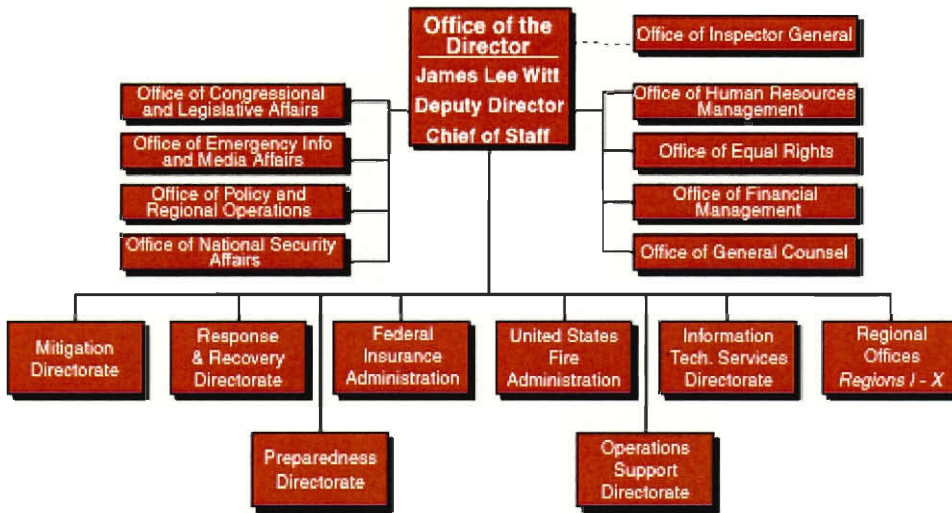 Office of the
Director
James Lee Witt
Deputy Director
Chief of Staff
Office of Inspector General
Office of Congressional
and Legislative Affairs
Office of Emergency Info
and Media Affairs
Office of Policy and
Regional Operations
Office of National Security
Affairs
Office of Human Resources
Management
Office of Equal Rights
Office of Financial
Management
Office of General Counsel
Mitigation
Directorate
Response
& Recovery
Directorate
Federal
Insurance
Administration
United States
Fire
Administration
Information
Tech. Services
Directorate
Regional
Offices
Regions I - X
Preparedness
Directorate
Operations
Support
Directorate